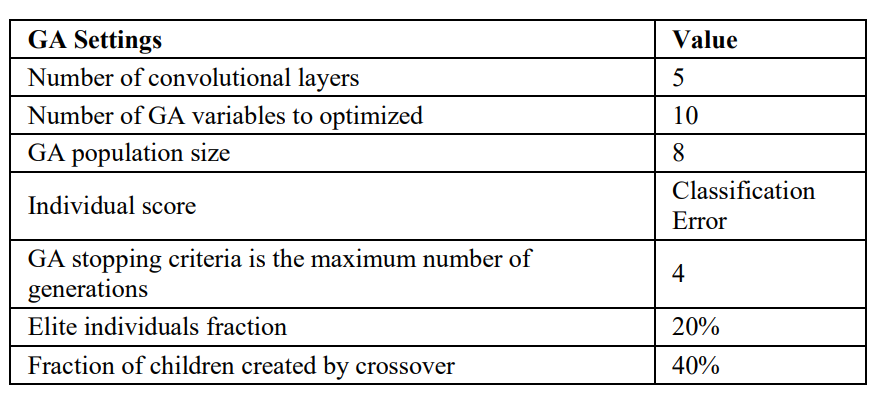 GA Settings Value
Number of convolutional layers 5
Number of GA variables to optimized 10
GA population size 8
Individual score Classification
Error
GA stopping criteria is the maximum number of
generations 4
Elite individuals fraction 20%
Fraction of children created by crossover 40%